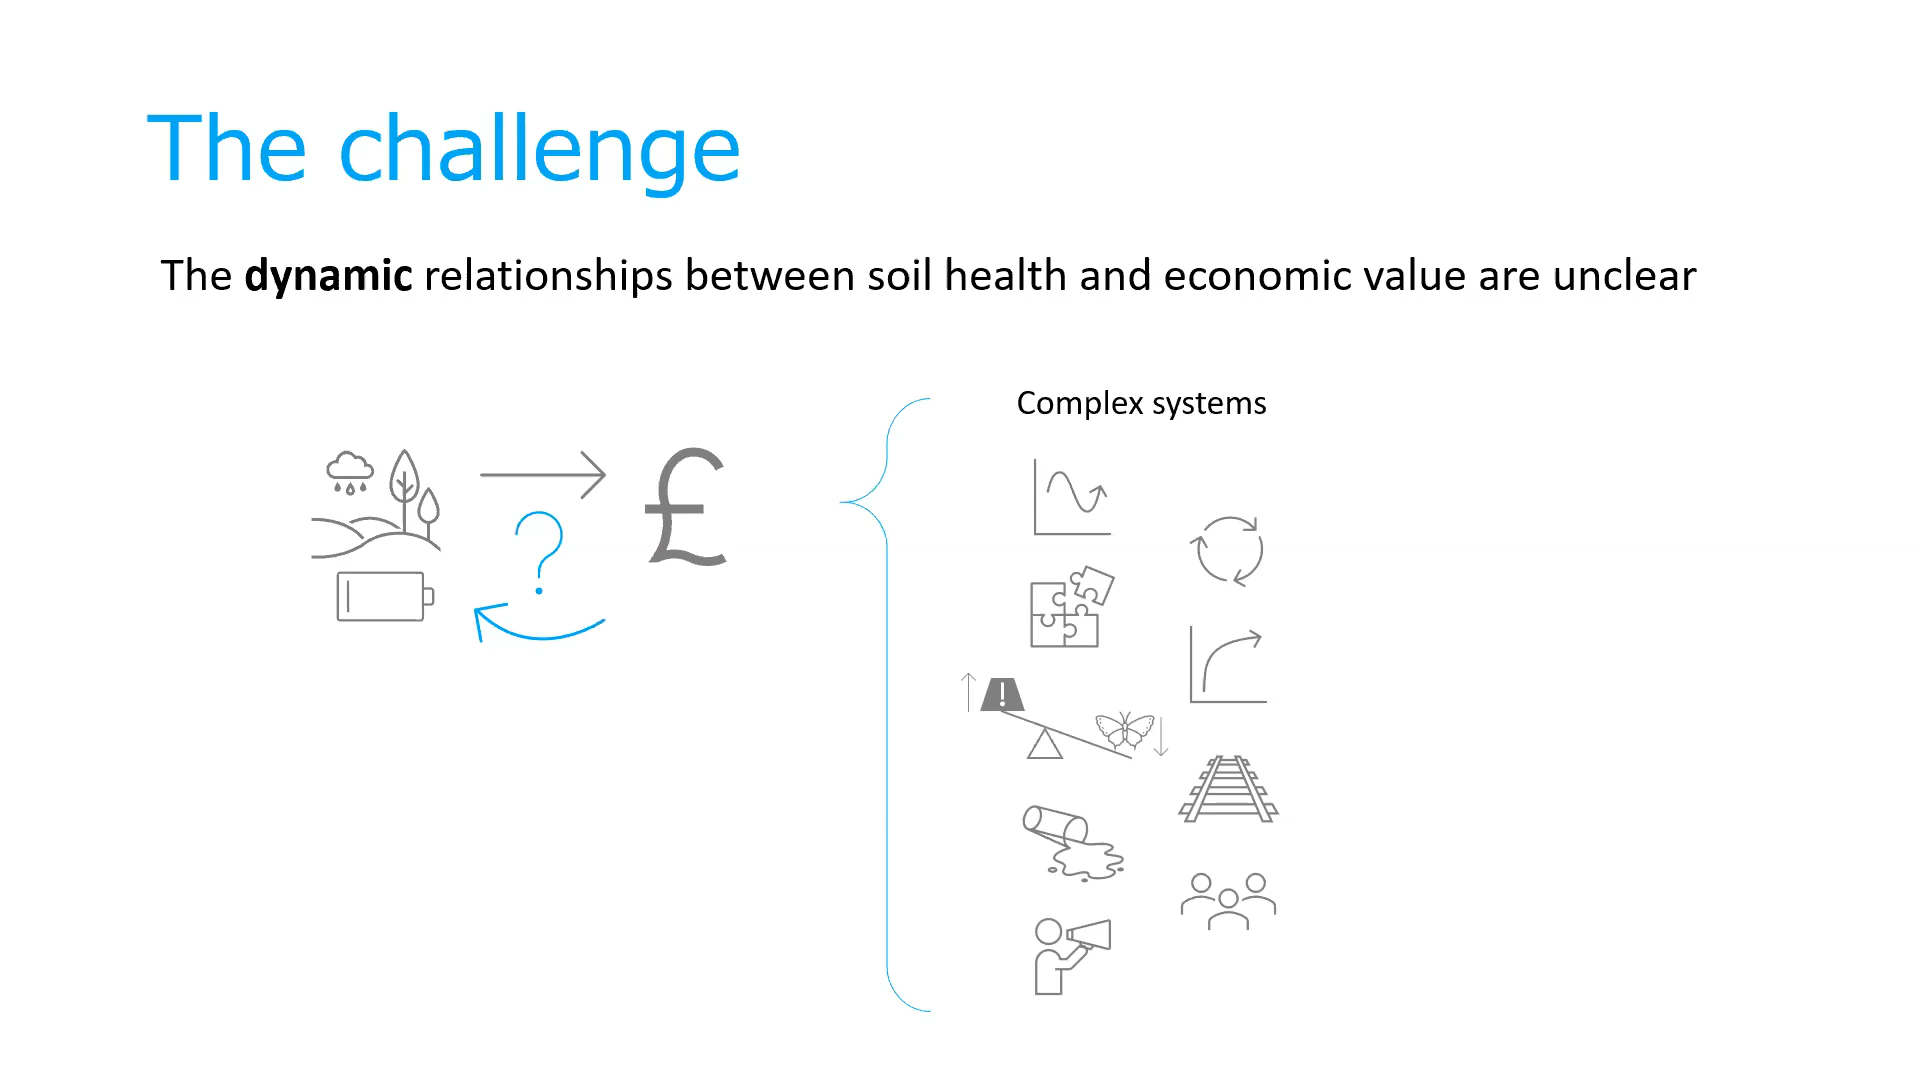 The challenge
The dynamic relationships between soil health and economic value are unclear
Complex systems
£
?
!